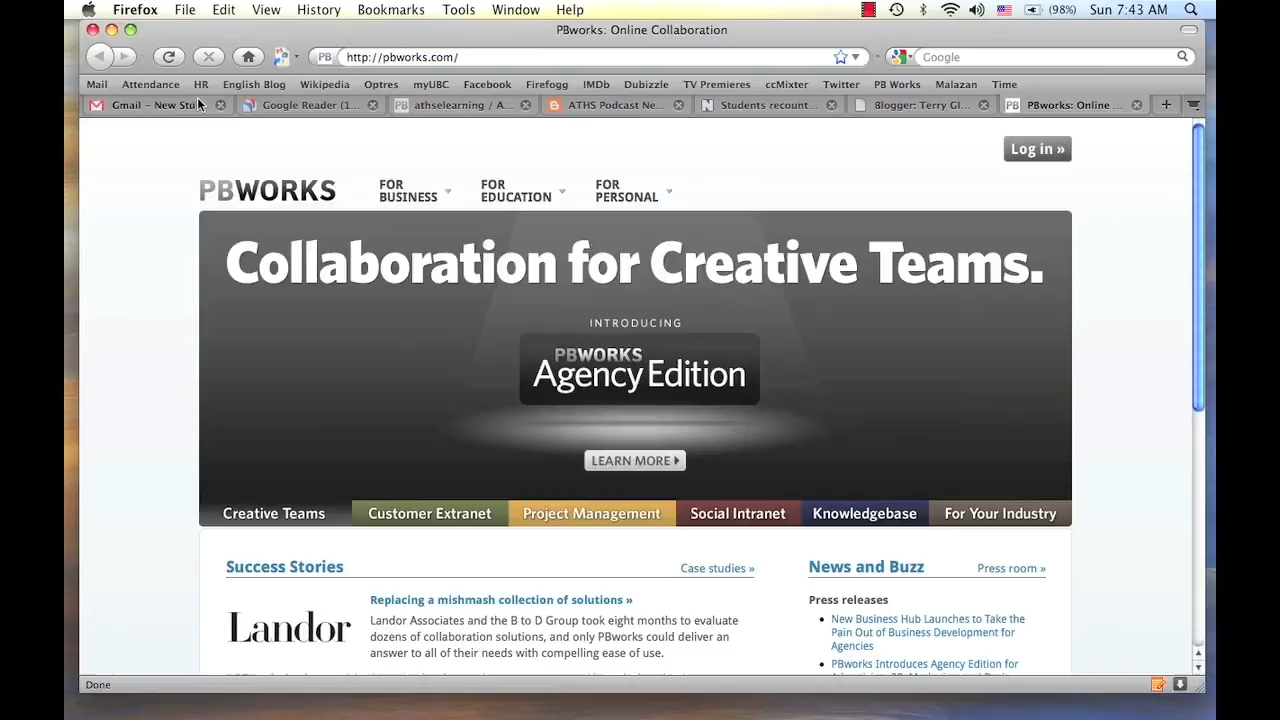 Firefox File Edit View History Bookmarks Tools Window Help (98%) Sun 7:43 AM
PBworks: Online Collaboration
PB http://pbworks.com/ Google
Mail Attendance HR English Blog Wikipedia Optres myUBC Facebook Firefogg IMDb Dubizzle TV Premieres ccMixter Twitter PB Works Malazan Time
Gmail – New Stu Google Reader (1... PB athselearning / A... ATHS Podcast Ne... Students recor... Blogger: Terry Gl... PB PBworks: Online ...
Log in »
PBWORKS
FOR BUSINESS
FOR EDUCATION
FOR PERSONAL
Collaboration for Creative Teams.
INTRODUCING
PBWORKS
Agency Edition
LEARN MORE
Creative Teams Customer Extranet Project Management Social Intranet Knowledgebase For Your Industry
Success Stories Case studies »
Landor
Replacing a mishmash collection of solutions »
Landor Associates and the B to D Group took eight months to evaluate
dozens of collaboration solutions, and only PBworks could deliver an
answer to all of their needs with compelling ease of use.
News and Buzz Press room »
Press releases
New Business Hub Launches to Take the
Pain Out of Business Development for
Agencies
PBworks Introduces Agency Edition for
Done